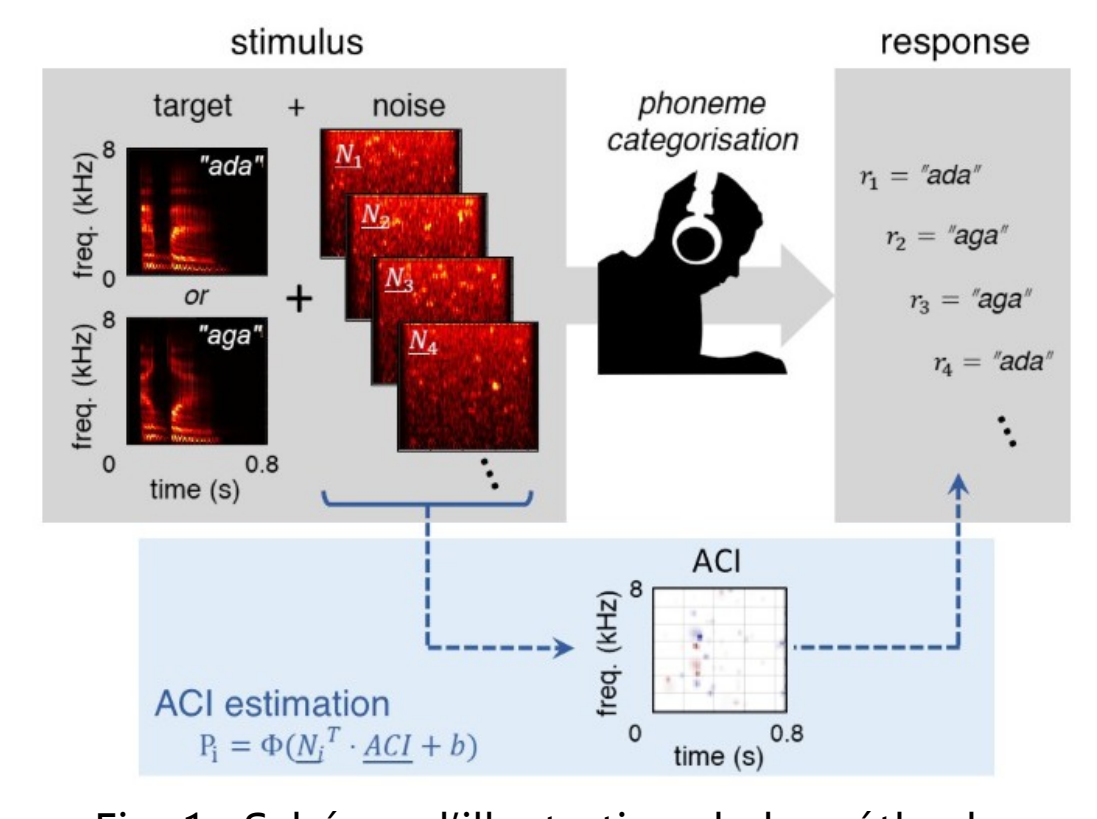 stimulus
response
target + noise
phoneme
categorisation
8
freq. (kHz)
0
"ada"
or
8
freq. (kHz)
0
"aga"
0.8
time (s)
+
N₁
N₂
N₃
N₄
r₁ = "ada"
r₂ = "aga"
r₃ = "aga"
r₄ = "ada"
ACI
8
freq. (kHz)
0
0.8
time (s)
ACI estimation
Pᵢ = Φ(Nᵢᵀ · ACI + b)